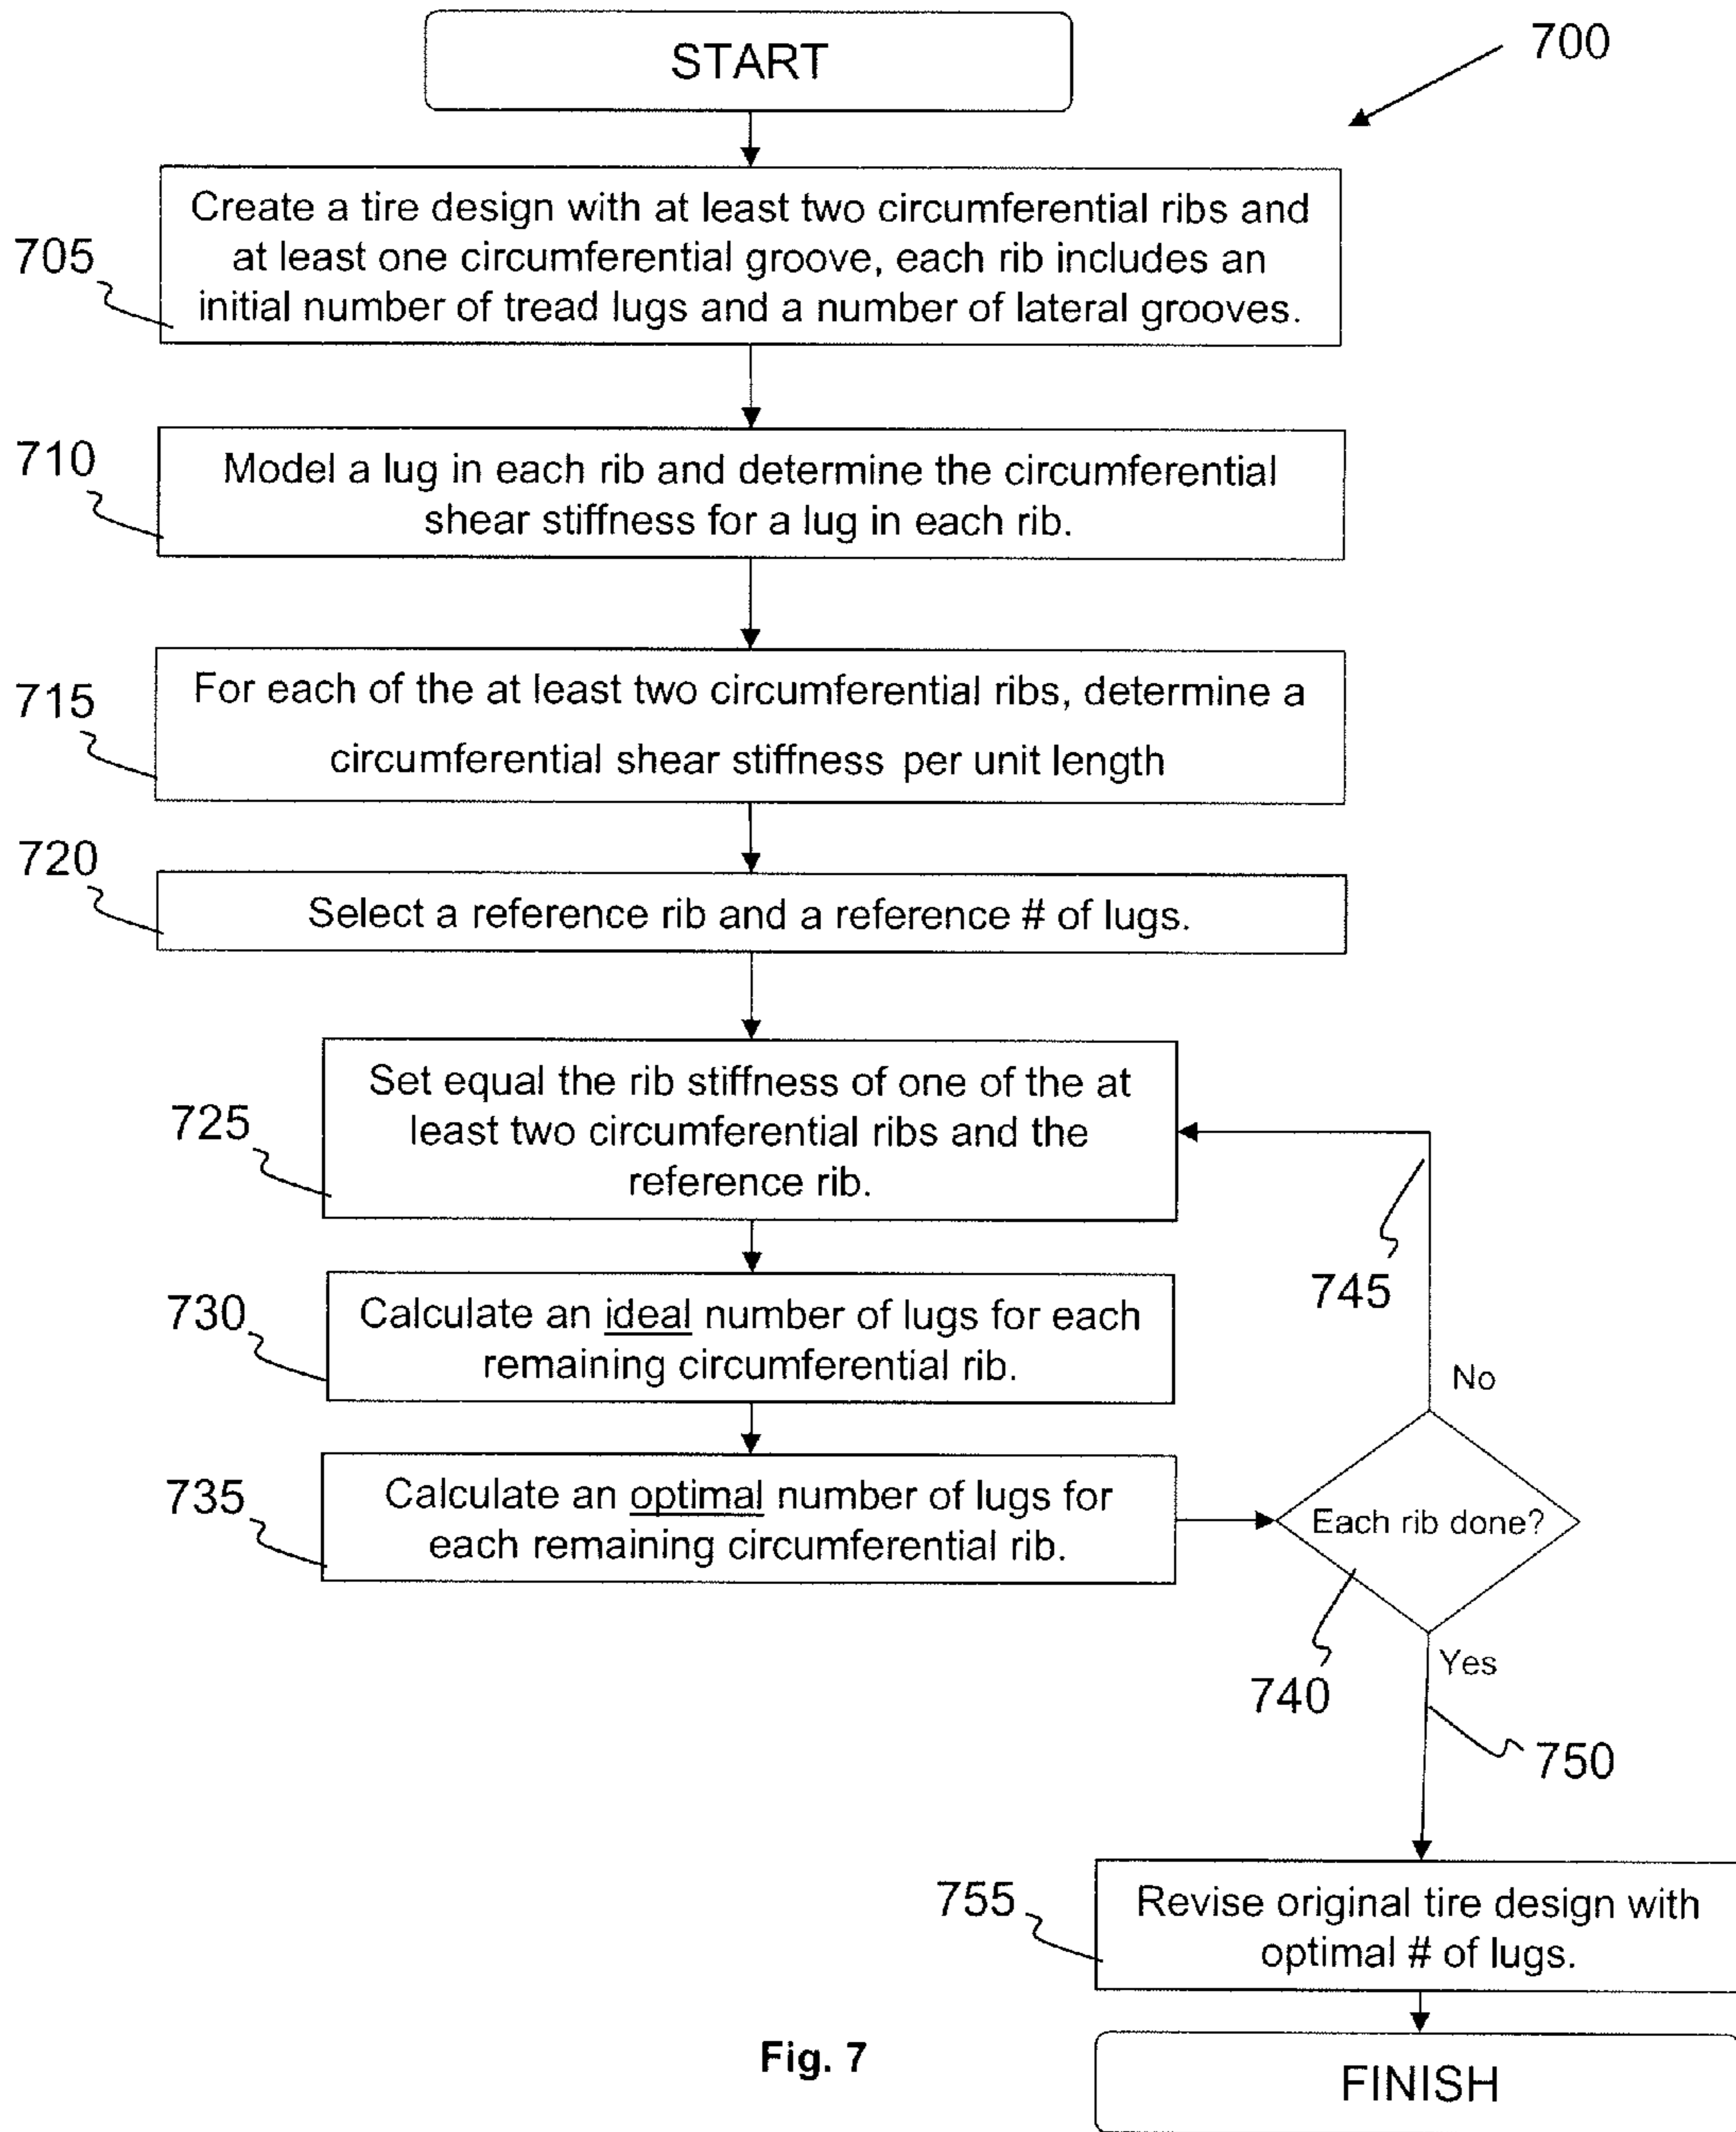 START
700
705
Create a tire design with at least two circumferential ribs and
at least one circumferential groove, each rib includes an
initial number of tread lugs and a number of lateral grooves.
710
Model a lug in each rib and determine the circumferential
shear stiffness for a lug in each rib.
715
For each of the at least two circumferential ribs, determine a
circumferential shear stiffness per unit length
720
Select a reference rib and a reference # of lugs.
725
Set equal the rib stiffness of one of the at
least two circumferential ribs and the
reference rib.
745
730
Calculate an ideal number of lugs for each
remaining circumferential rib.
No
735
Calculate an optimal number of lugs for
each remaining circumferential rib.
Each rib done?
740
Yes
750
755
Revise original tire design with
optimal # of lugs.
Fig. 7
FINISH